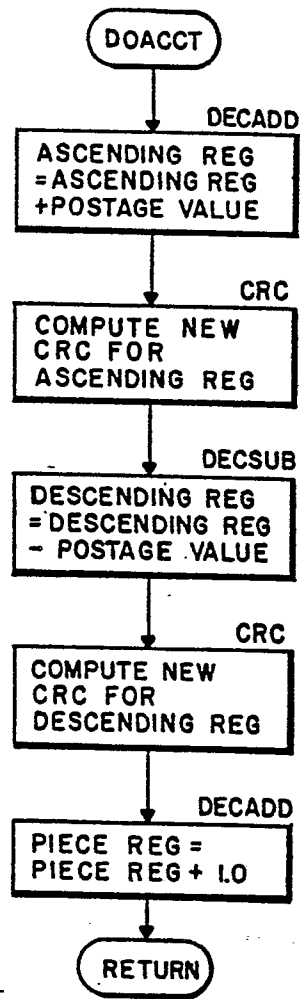 DOACCT
DECADD
ASCENDING REG
=ASCENDING REG
+POSTAGE VALUE
CRC
COMPUTE NEW
CRC FOR
ASCENDING REG
DECSUB
DESCENDING REG
=DESCENDING REG
- POSTAGE VALUE
CRC
COMPUTE NEW
CRC FOR
DESCENDING REG
DECADD
PIECE REG =
PIECE REG + 1.0
RETURN